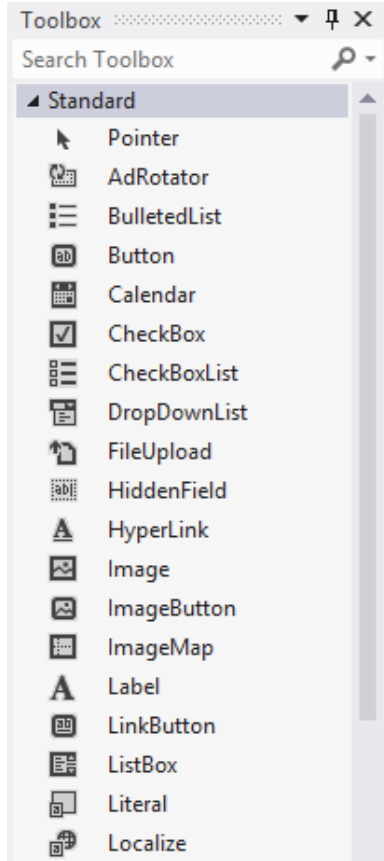 Toolbox
Search Toolbox
Standard
Pointer
AdRotator
BulletedList
Button
Calendar
CheckBox
CheckBoxList
DropDownList
FileUpload
HiddenField
HyperLink
Image
ImageButton
ImageMap
Label
LinkButton
ListBox
Literal
Localize